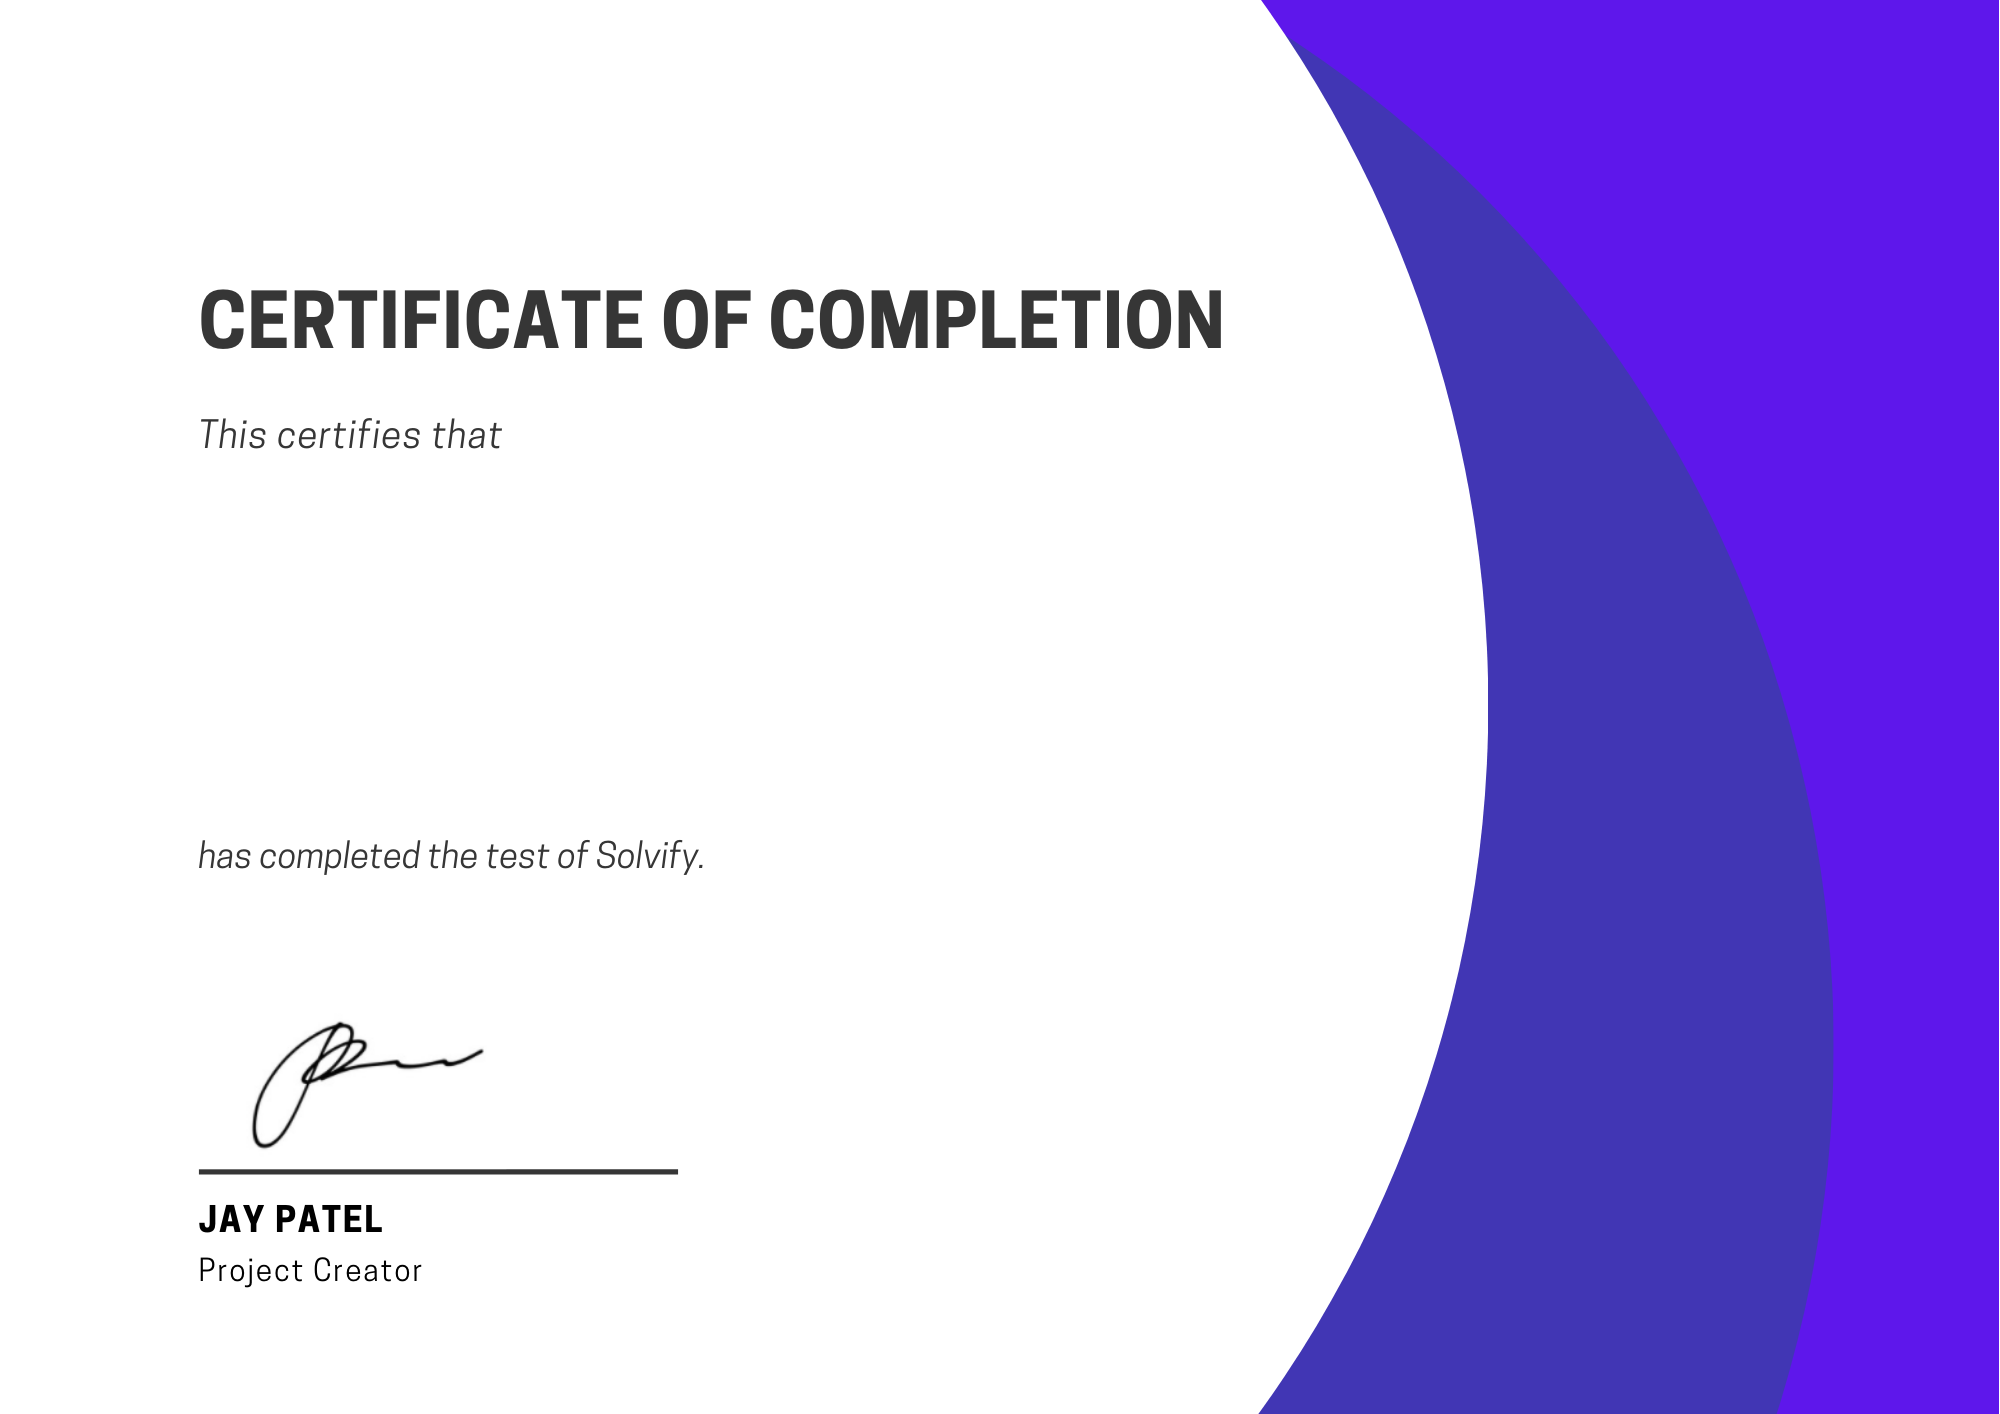 CERTIFICATE OF COMPLETION
This certifies that
has completed the test of Solvify.
JAY PATEL
Project Creator